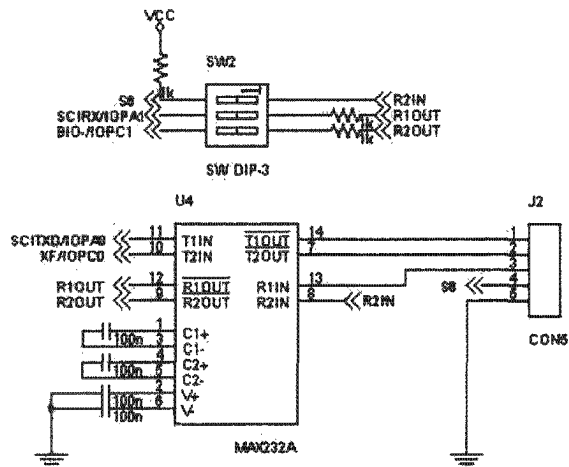 VCC
SW2
1k
S8 R2IN
SCIRX/IOPA1 R1OUT
1k
BIO-/IOPC1 R2OUT
1k
SW DIP-3
U4 J2
SCITXD/IOPA0 11 T1IN T1OUT 14 1
XF/IOPC0 10 T2IN T2OUT 7 2
3
R1OUT 12 R1OUT R1IN 13 S8 4
R2OUT 9 R2OUT R2IN 8 R2IN 5
1 C1+
100n 3 C1-
4 C2+
100n 5 C2-
2 V+
100n 6 V-
100n
CON5
MAX232A